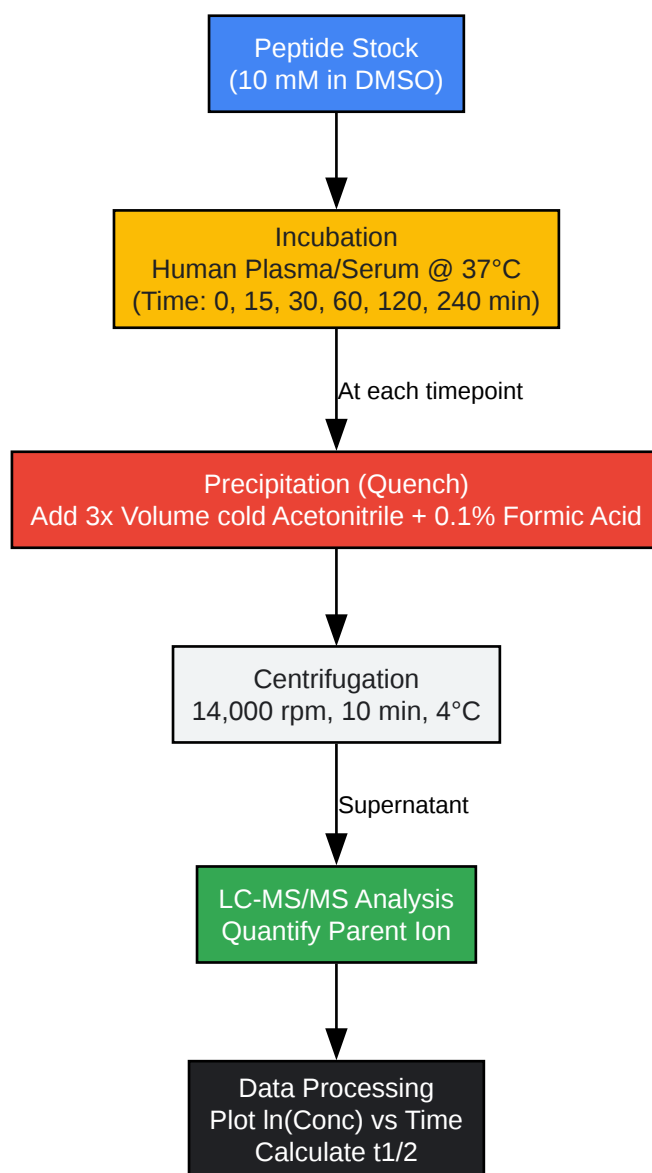 Peptide Stock
(10 mM in DMSO)
Incubation
Human Plasma/Serum @ 37°C
(Time: 0, 15, 30, 60, 120, 240 min)
At each timepoint
Precipitation (Quench)
Add 3x Volume cold Acetonitrile + 0.1% Formic Acid
Centrifugation
14,000 rpm, 10 min, 4°C
Supernatant
LC-MS/MS Analysis
Quantify Parent Ion
Data Processing
Plot ln(Conc) vs Time
Calculate t1/2